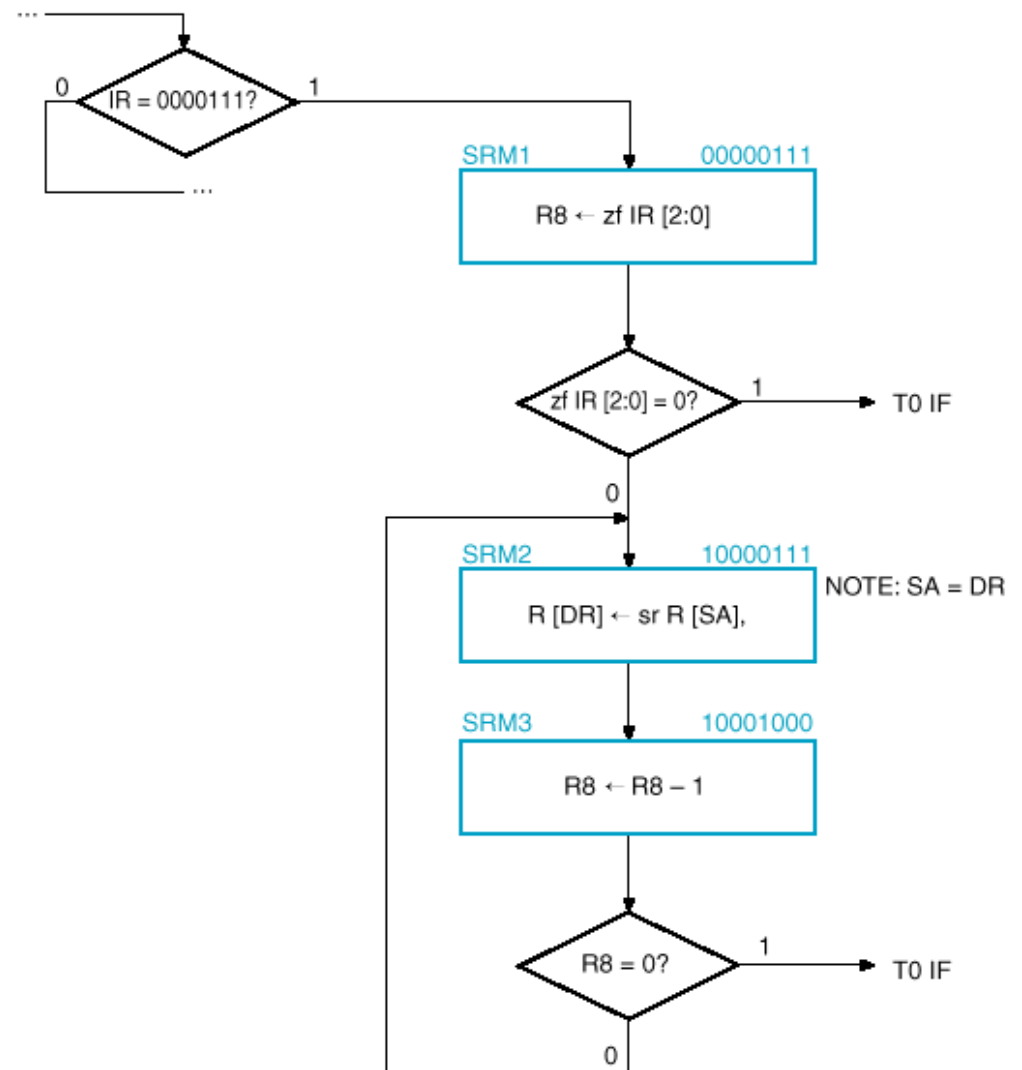 ...
IR = 0000111?
0
1
...
SRM1 00000111
R8 ← zf IR [2:0]
zf IR [2:0] = 0?
1
T0 IF
0
SRM2 10000111
R [DR] ← sr R [SA],
NOTE: SA = DR
SRM3 10001000
R8 ← R8 – 1
R8 = 0?
1
T0 IF
0